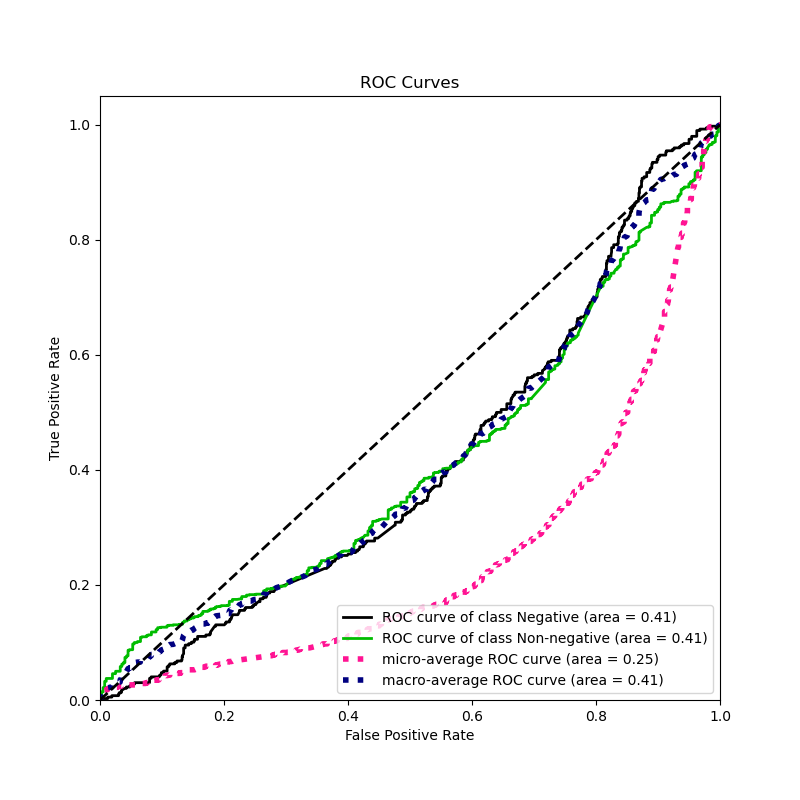 ROC Curves
1.0
0.8
0.6
0.4
0.2
0.0
True Positive Rate
ROC curve of class Negative (area = 0.41)
ROC curve of class Non-negative (area = 0.41)
micro-average ROC curve (area = 0.25)
macro-average ROC curve (area = 0.41)
0.0 0.2 0.4 0.6 0.8 1.0
False Positive Rate